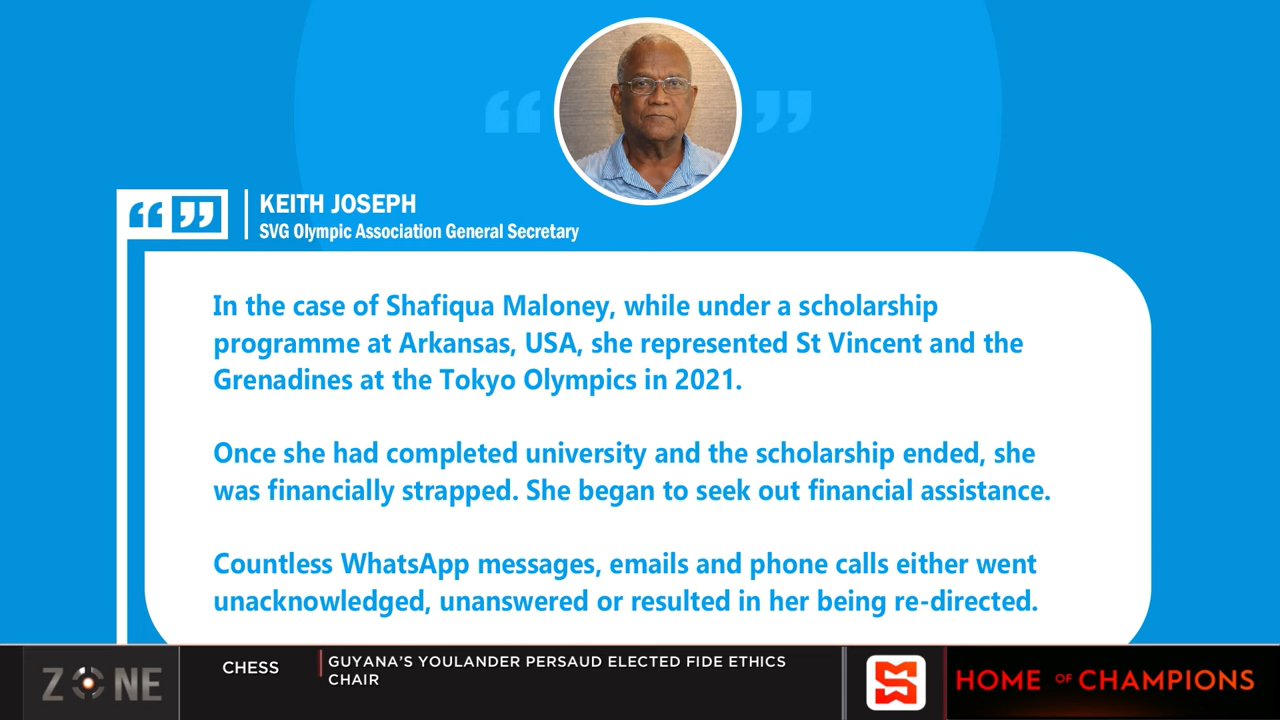 KEITH JOSEPH
SVG Olympic Association General Secretary
In the case of Shafiqua Maloney, while under a scholarship
programme at Arkansas, USA, she represented St Vincent and the
Grenadines at the Tokyo Olympics in 2021.
Once she had completed university and the scholarship ended, she
was financially strapped. She began to seek out financial assistance.
Countless WhatsApp messages, emails and phone calls either went
unacknowledged, unanswered or resulted in her being re-directed.
ZONE
CHESS
GUYANA'S YOULANDER PERSAUD ELECTED FIDE ETHICS
CHAIR
HOME OF CHAMPIONS